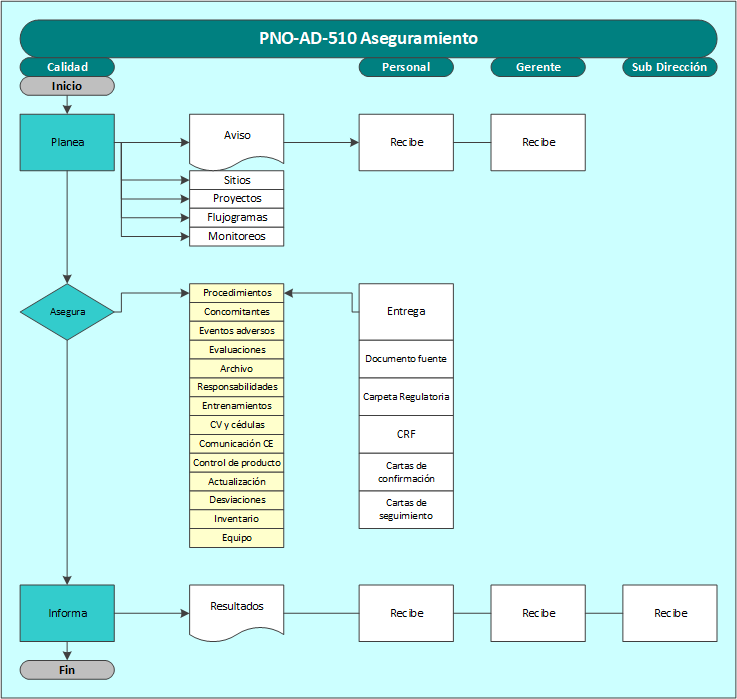 PNO-AD-510 Aseguramiento
Calidad
Personal
Gerente
Sub Dirección
Inicio
Planea
Aviso
Recibe
Recibe
Sitios
Proyectos
Flujogramas
Monitoreos
Asegura
Procedimientos
Concomitantes
Eventos adversos
Evaluaciones
Archivo
Responsabilidades
Entrenamientos
CV y cédulas
Comunicación CE
Control de producto
Actualización
Desviaciones
Inventario
Equipo
Entrega
Documento fuente
Carpeta Regulatoria
CRF
Cartas de
confirmación
Cartas de
seguimiento
Informa
Resultados
Recibe
Recibe
Recibe
Fin